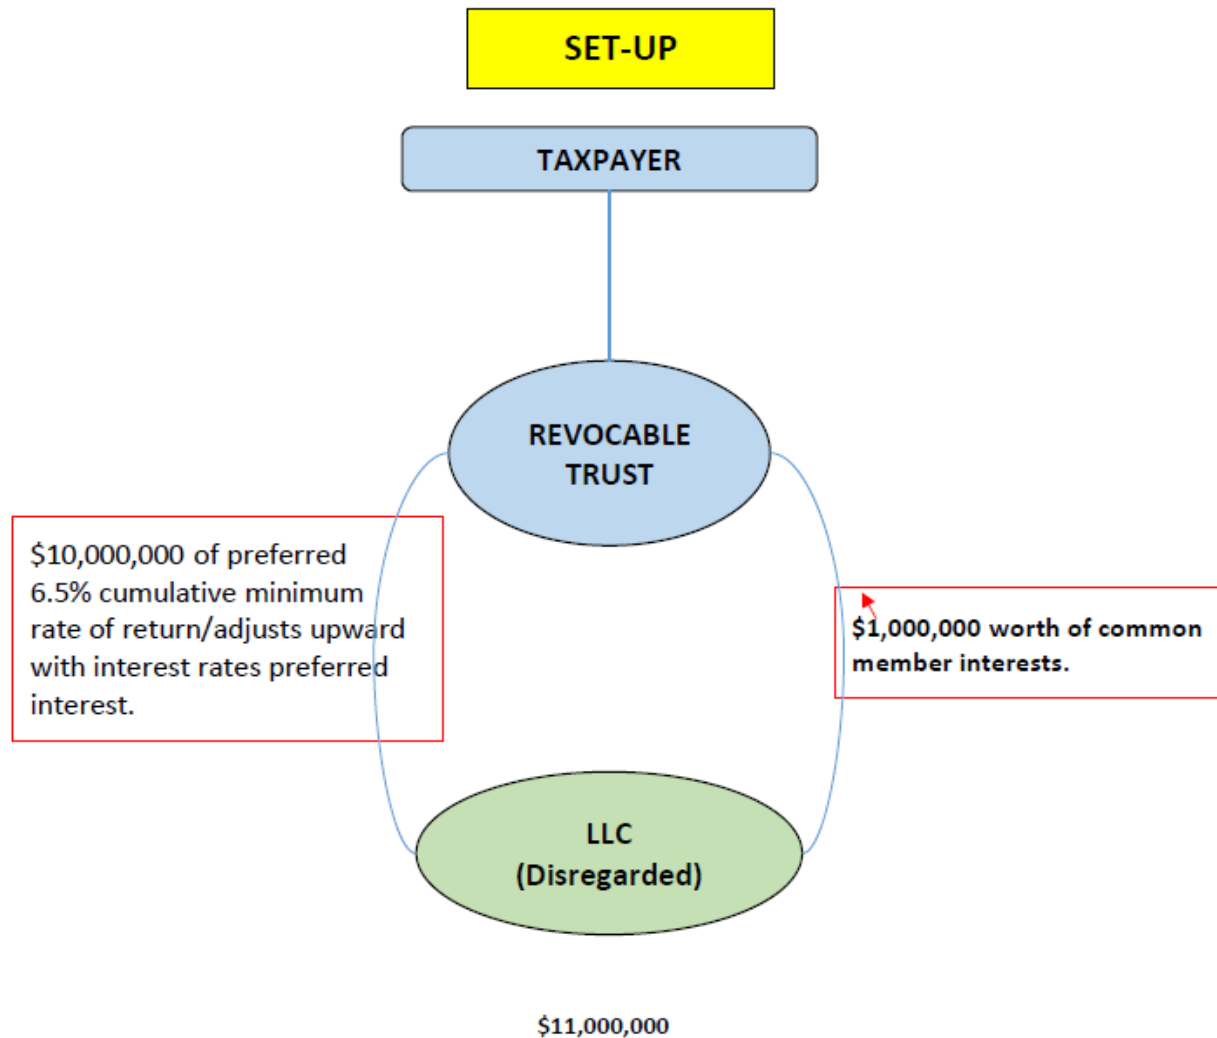 SET-UP
TAXPAYER
REVOCABLE
TRUST
$10,000,000 of preferred
6.5% cumulative minimum
rate of return/adjusts upward
with interest rates preferred
interest.
$1,000,000 worth of common
member interests.
LLC
(Disregarded)
$11,000,000